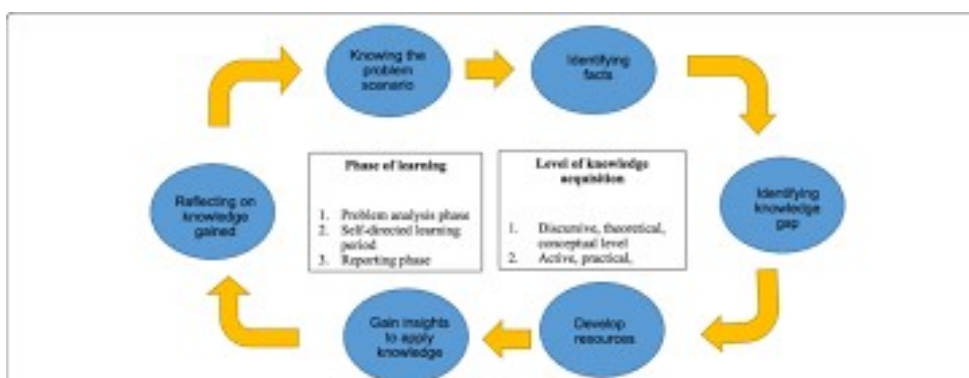 Knowing the
problem
scenario
Identifying
facts
Identifying
knowledge
gap
Develop
resources
Gain insights
to apply
knowledge
Reflecting on
knowledge
gained
Phase of learning
1. Problem analysis phase
2. Self-directed learning
period
3. Reporting phase
Level of knowledge
acquisition
1. Discursive, theoretical,
conceptual level
2. Active, practical,